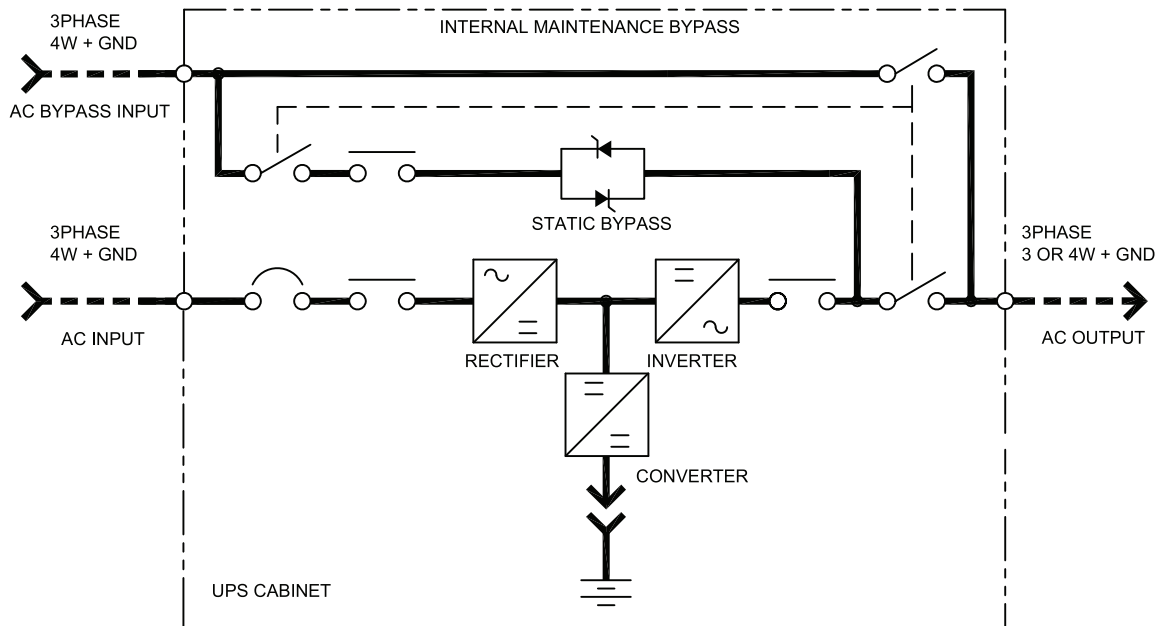 3PHASE
4W + GND
INTERNAL MAINTENANCE BYPASS
AC BYPASS INPUT
STATIC BYPASS
3PHASE
4W + GND
3PHASE
3 OR 4W + GND
AC INPUT
RECTIFIER
INVERTER
AC OUTPUT
CONVERTER
UPS CABINET